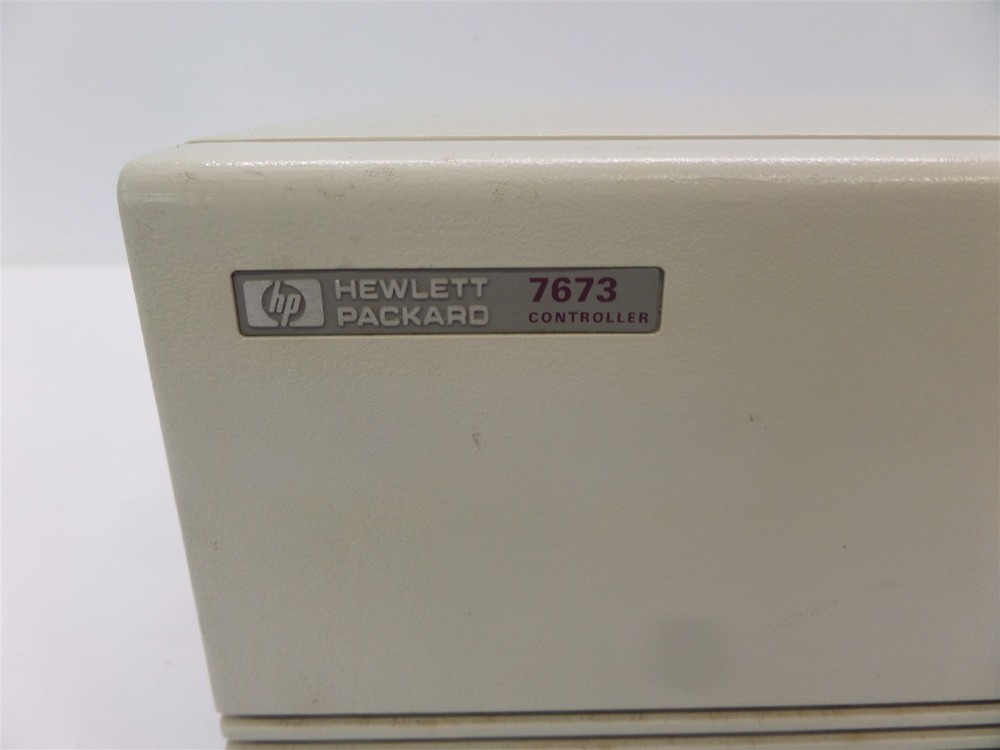 hp HEWLETT PACKARD
7673 CONTROLLER